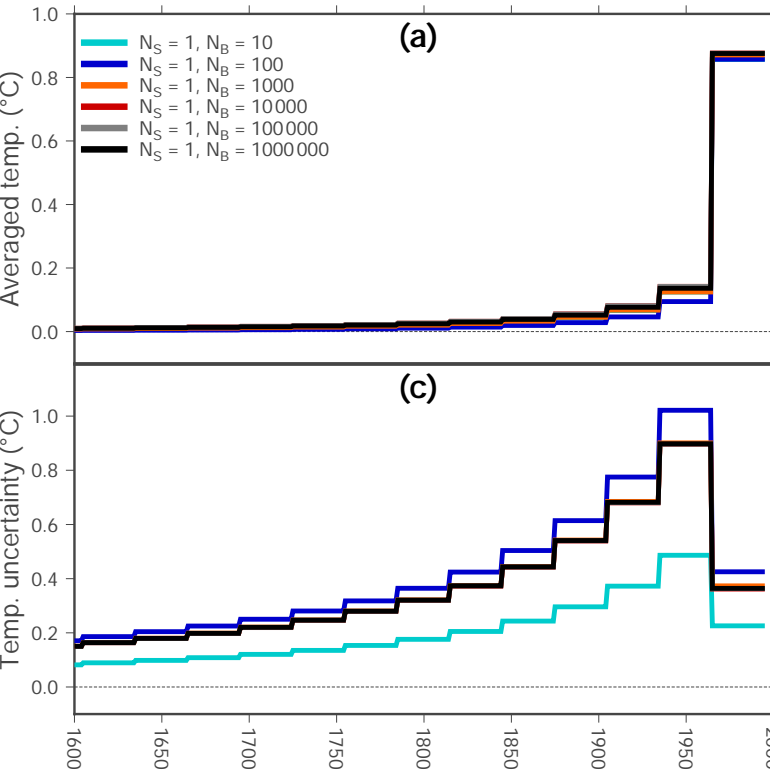 (a)
Averaged temp. (°C)
1.0
0.8
0.6
0.4
0.2
0.0
N_S = 1, N_B = 10
N_S = 1, N_B = 100
N_S = 1, N_B = 1000
N_S = 1, N_B = 10000
N_S = 1, N_B = 100000
N_S = 1, N_B = 1000000
(c)
Temp. uncertainty (°C)
1.0
0.8
0.6
0.4
0.2
0.0
1600 1650 1700 1750 1800 1850 1900 1950 2000